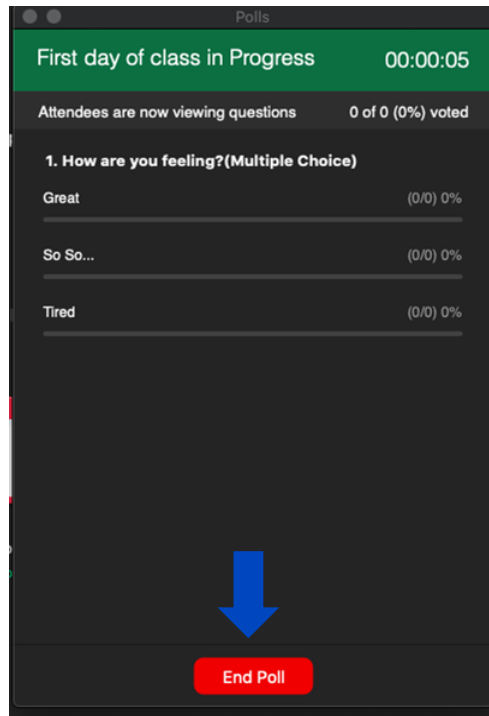 Polls
First day of class in Progress 00:00:05
Attendees are now viewing questions 0 of 0 (0%) voted
1. How are you feeling?(Multiple Choice)
Great (0/0) 0%
So So... (0/0) 0%
Tired (0/0) 0%
End Poll